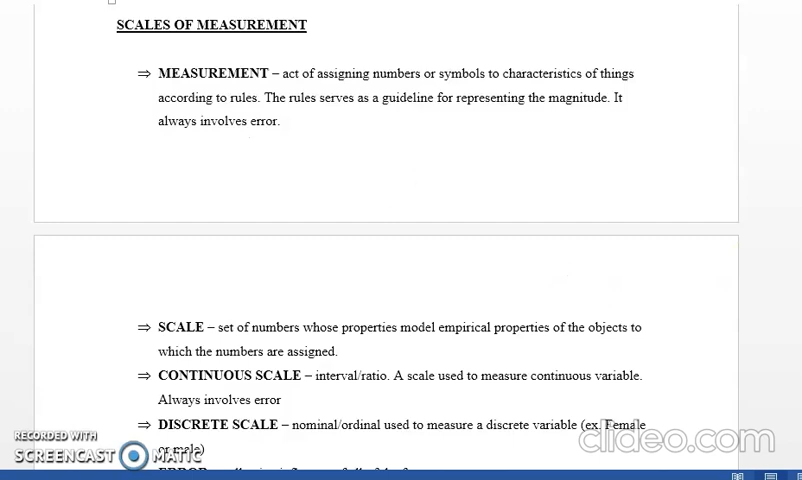 SCALES OF MEASUREMENT
⇒ MEASUREMENT – act of assigning numbers or symbols to characteristics of things
according to rules. The rules serves as a guideline for representing the magnitude. It
always involves error.
⇒ SCALE – set of numbers whose properties model empirical properties of the objects to
which the numbers are assigned.
⇒ CONTINUOUS SCALE – interval/ratio. A scale used to measure continuous variable.
Always involves error
⇒ DISCRETE SCALE – nominal/ordinal used to measure a discrete variable (ex. Female
or male)
clideo.com
RECORDED WITH
SCREENCAST MATIC